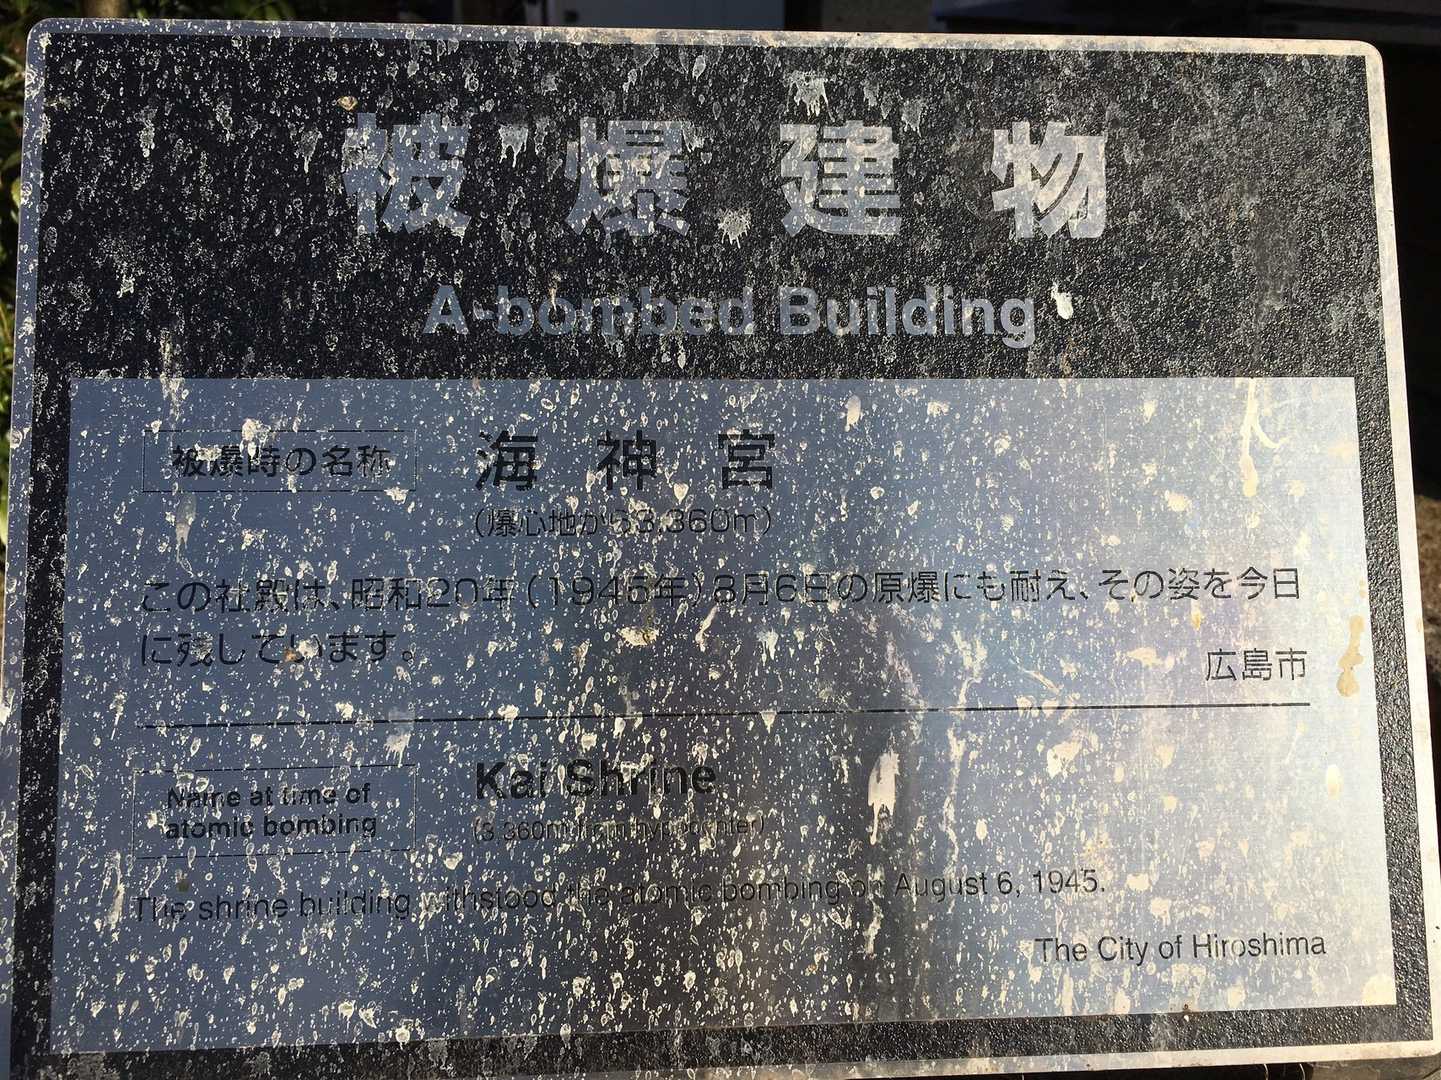 被爆建物
A-bombed Building
被爆時の名称
海神宮
(爆心地から3,360m)
この社殿は、昭和20年(1945年)8月6日の原爆にも耐え、その姿を今日
に残しています。
広島市
Name at time of
atomic bombing
Kai Shrine
(3,360m from hypocenter)
The shrine building withstood the atomic bombing on August 6, 1945.
The City of Hiroshima